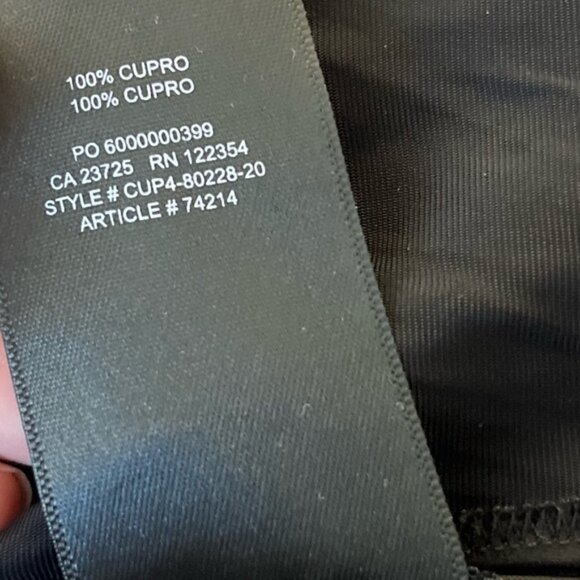 100% CUPRO
100% CUPRO
PO 6000000399
CA 23725 RN 122354
STYLE # CUP4-80228-20
ARTICLE # 74214